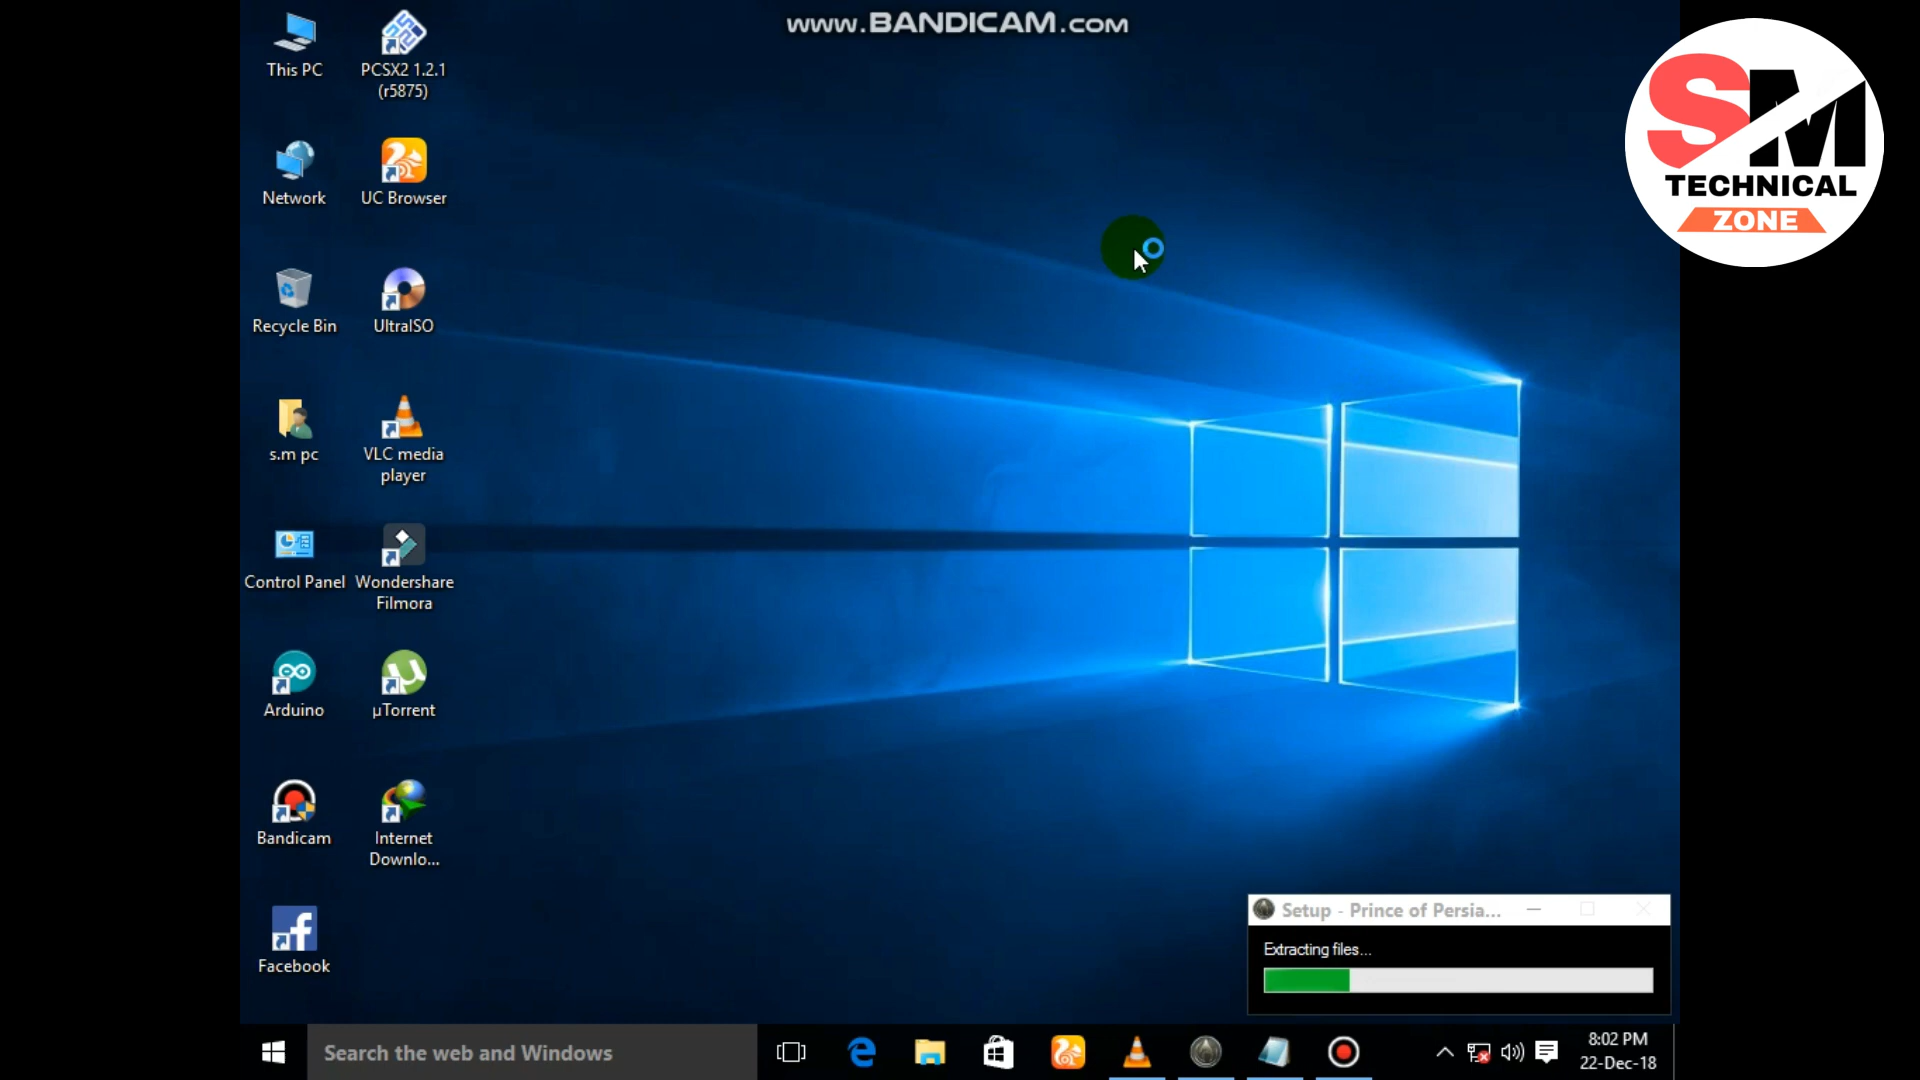 www.BANDICAM.com
SM
TECHNICAL
ZONE
This PC
PCSX2 1.2.1
(r5875)
Network
UC Browser
Recycle Bin
UltraISO
s.m pc
VLC media
player
Control Panel
Wondershare
Filmora
Arduino
µTorrent
Bandicam
Internet
Downlo...
Facebook
Setup - Prince of Persia...
Extracting files...
Search the web and Windows
8:02 PM
22-Dec-18